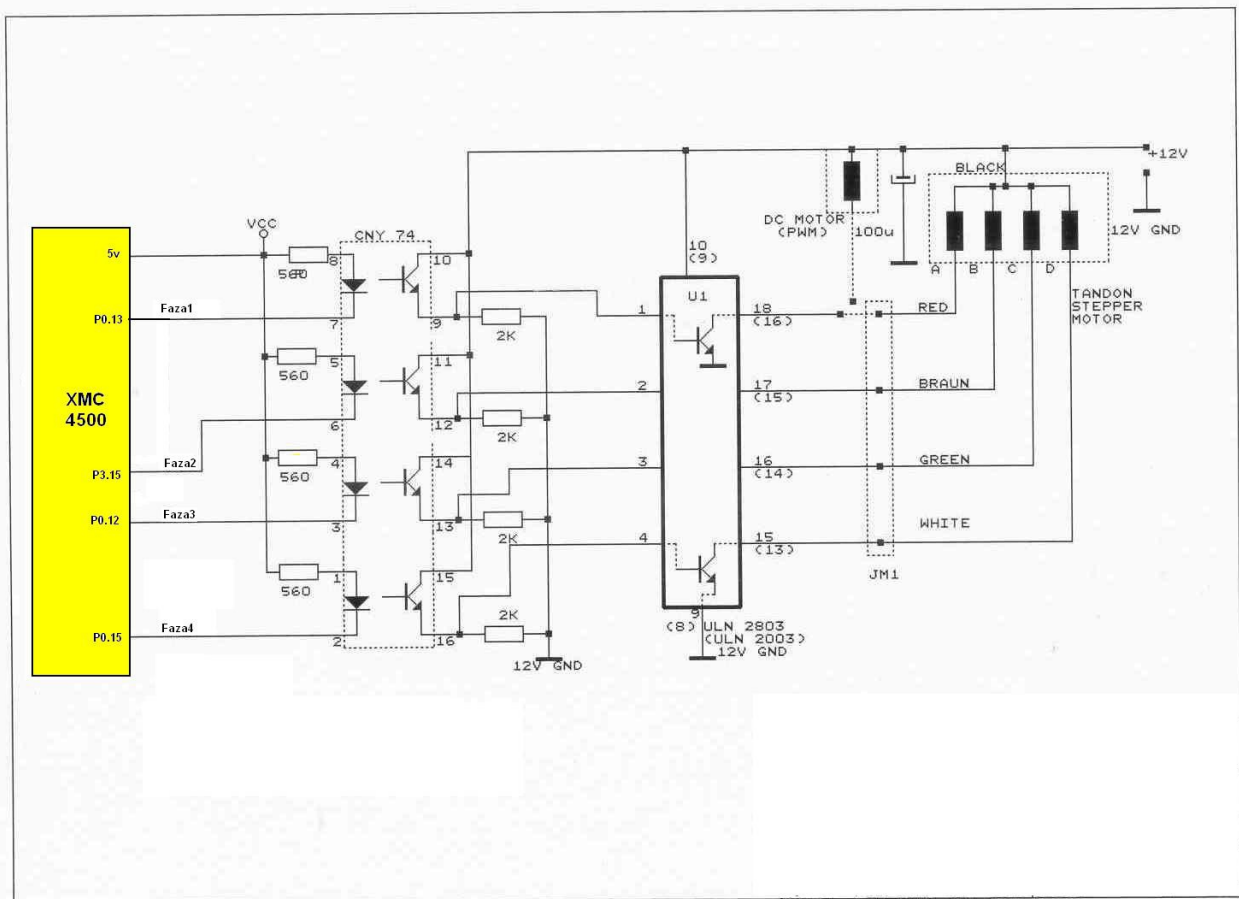 +12V
BLACK
DC MOTOR
(PWM)
100u
12V GND
VCC
CNY 74
10
(9)
5v
560
8
10
U1
A
B
C
D
TANDON
STEPPER
MOTOR
P0.13
Faza1
7
9
2K
1
18
(16)
RED
5
11
560
XMC
4500
6
12
2K
2
17
(15)
BRAUN
P3.15
Faza2
4
14
560
3
16
(14)
GREEN
P0.12
Faza3
3
13
2K
4
15
(13)
WHITE
JM1
1
15
560
P0.15
Faza4
2
16
2K
12V GND
9
(8)
ULN 2803
(ULN 2003)
12V GND